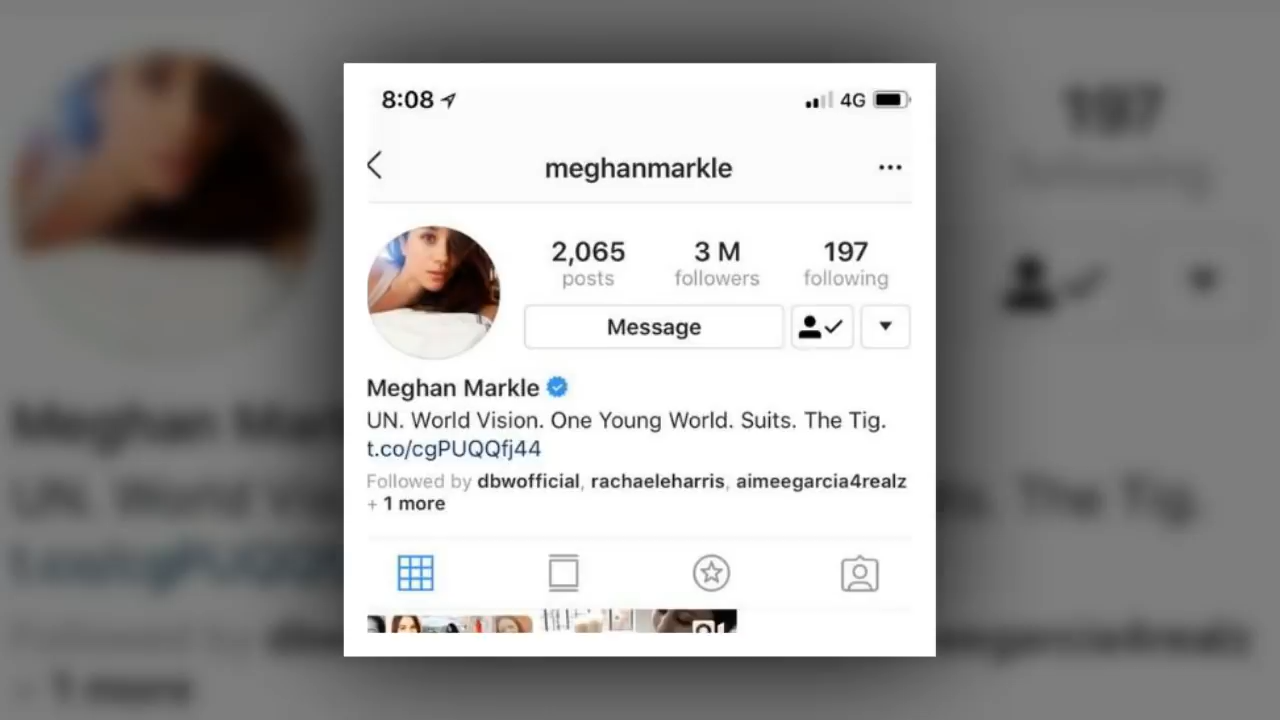 8:08 4G
meghanmarkle
2,065 3 M 197
posts followers following
Message
Meghan Markle
UN. World Vision. One Young World. Suits. The Tig.
t.co/cgPUQQfj44
Followed by dbwofficial, rachaeleharris, aimeegarcia4realz
+ 1 more